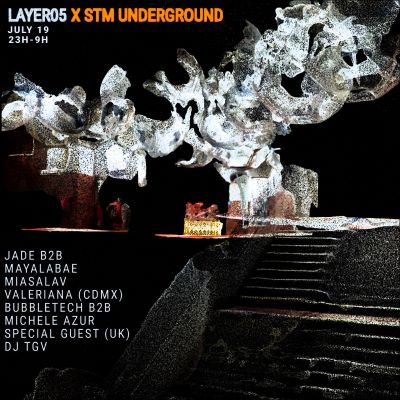 LAYER05 X STM UNDERGROUND
JULY 19
23H-9H
JADE B2B
MAYALABAE
MIASALAV
VALERIANA (CDMX)
BUBBLETECH B2B
MICHELE AZUR
SPECIAL GUEST (UK)
DJ TGV